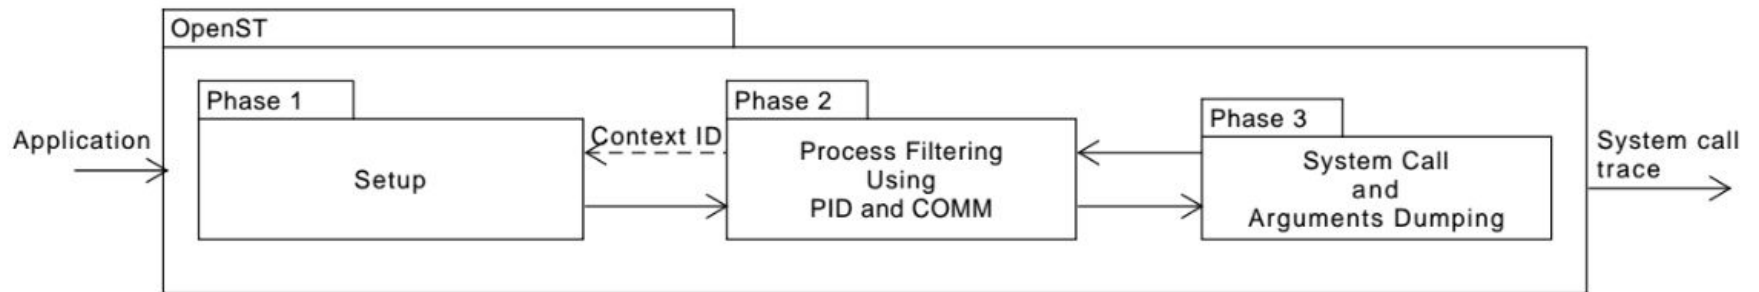 OpenST
Phase 1
Phase 2
Phase 3
Application
Context ID
Setup
Process Filtering
Using
PID and COMM
System Call
and
Arguments Dumping
System call
trace